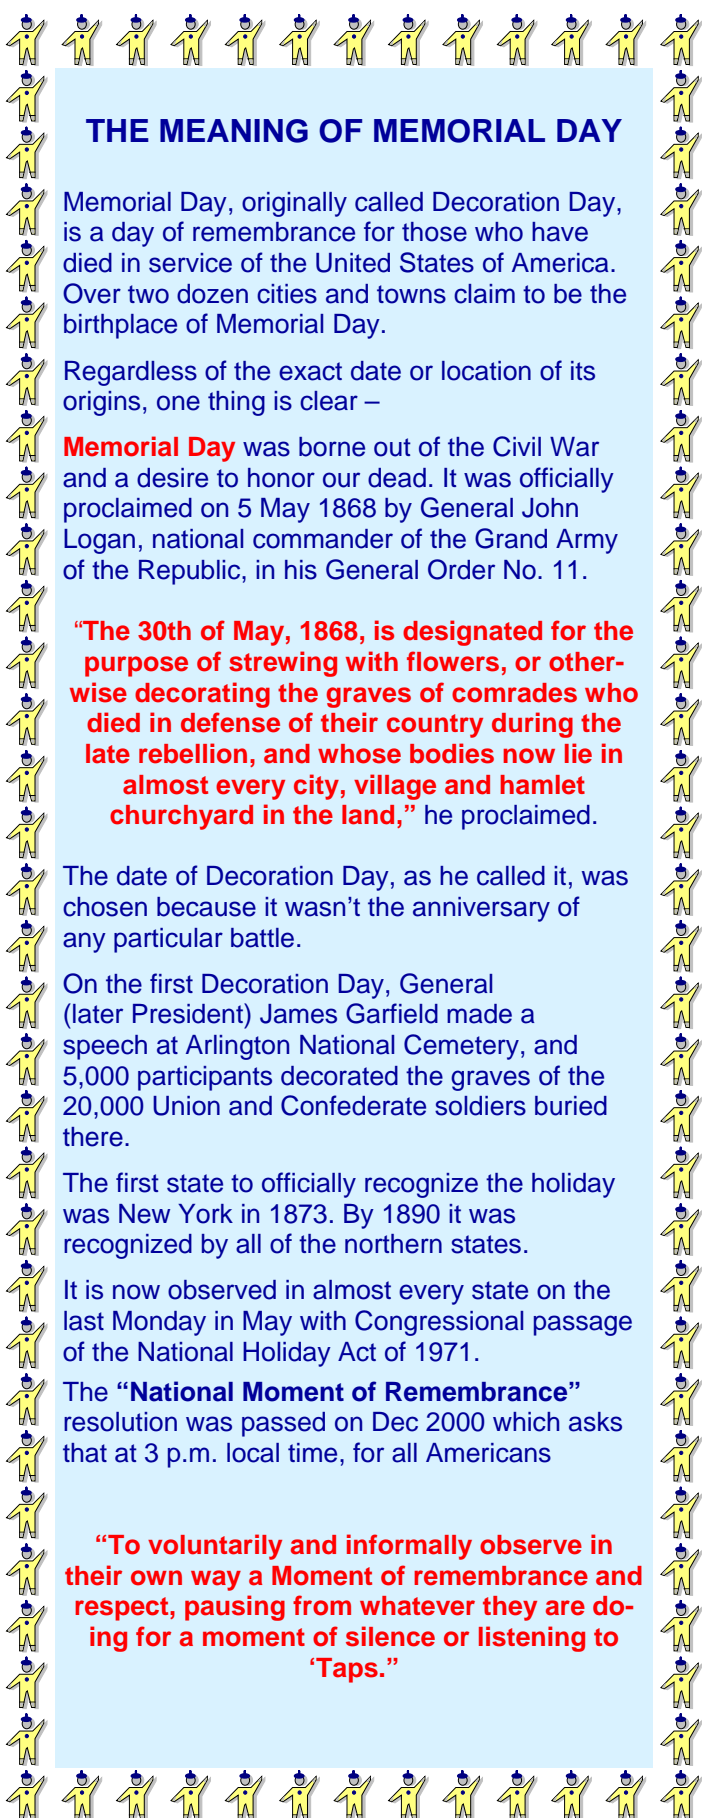 THE MEANING OF MEMORIAL DAY
Memorial Day, originally called Decoration Day,
is a day of remembrance for those who have
died in service of the United States of America.
Over two dozen cities and towns claim to be the
birthplace of Memorial Day.
Regardless of the exact date or location of its
origins, one thing is clear –
Memorial Day was borne out of the Civil War
and a desire to honor our dead. It was officially
proclaimed on 5 May 1868 by General John
Logan, national commander of the Grand Army
of the Republic, in his General Order No. 11.
“The 30th of May, 1868, is designated for the
purpose of strewing with flowers, or other-
wise decorating the graves of comrades who
died in defense of their country during the
late rebellion, and whose bodies now lie in
almost every city, village and hamlet
churchyard in the land,” he proclaimed.
The date of Decoration Day, as he called it, was
chosen because it wasn’t the anniversary of
any particular battle.
On the first Decoration Day, General
(later President) James Garfield made a
speech at Arlington National Cemetery, and
5,000 participants decorated the graves of the
20,000 Union and Confederate soldiers buried
there.
The first state to officially recognize the holiday
was New York in 1873. By 1890 it was
recognized by all of the northern states.
It is now observed in almost every state on the
last Monday in May with Congressional passage
of the National Holiday Act of 1971.
The “National Moment of Remembrance”
resolution was passed on Dec 2000 which asks
that at 3 p.m. local time, for all Americans
“To voluntarily and informally observe in
their own way a Moment of remembrance and
respect, pausing from whatever they are do-
ing for a moment of silence or listening to
‘Taps.”